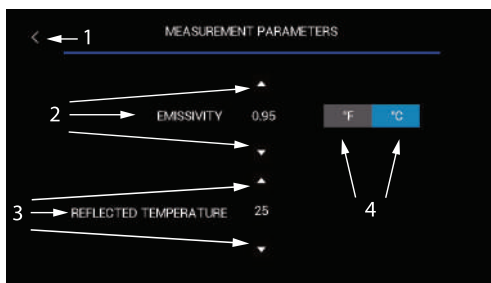 < 1 MEASUREMENT PARAMETERS
2 EMISSIVITY 0.95 °F °C
3 REFLECTED TEMPERATURE 25 4